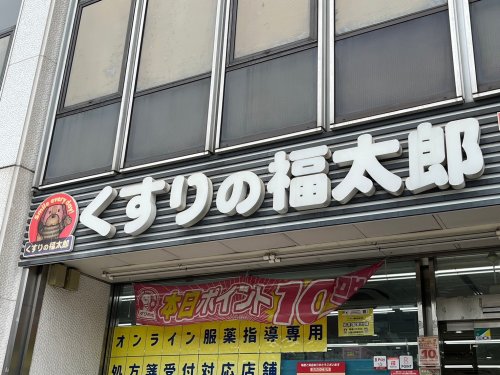 くすりの福太郎
くすりの福太郎
本日ポイント10倍
オンライン服薬指導専用
処方薬受付対応店舗